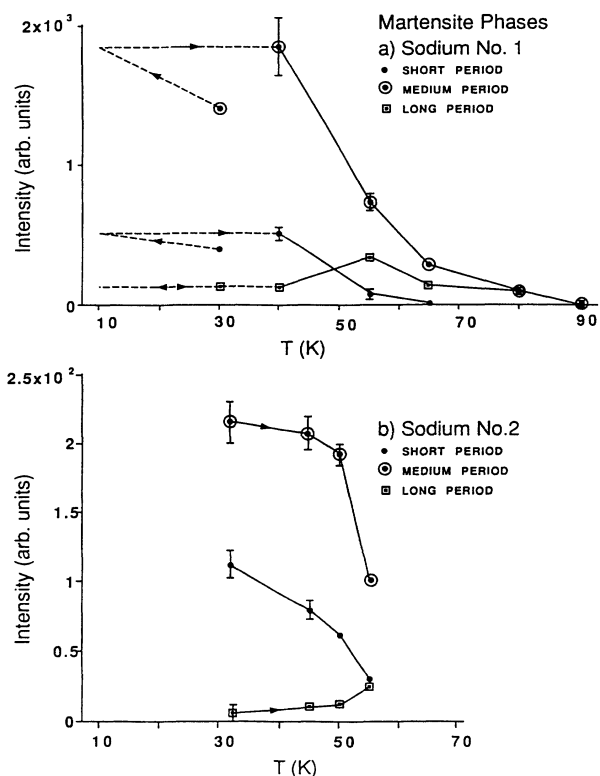 Martensite Phases
a) Sodium No. 1
SHORT PERIOD
MEDIUM PERIOD
LONG PERIOD
Intensity (arb. units)
2x10³
1
0
10 30 50 70 90
T (K)
b) Sodium No.2
SHORT PERIOD
MEDIUM PERIOD
LONG PERIOD
Intensity (arb. units)
2.5x10²
2
1.5
1
0.5
0
10 30 50 70
T (K)